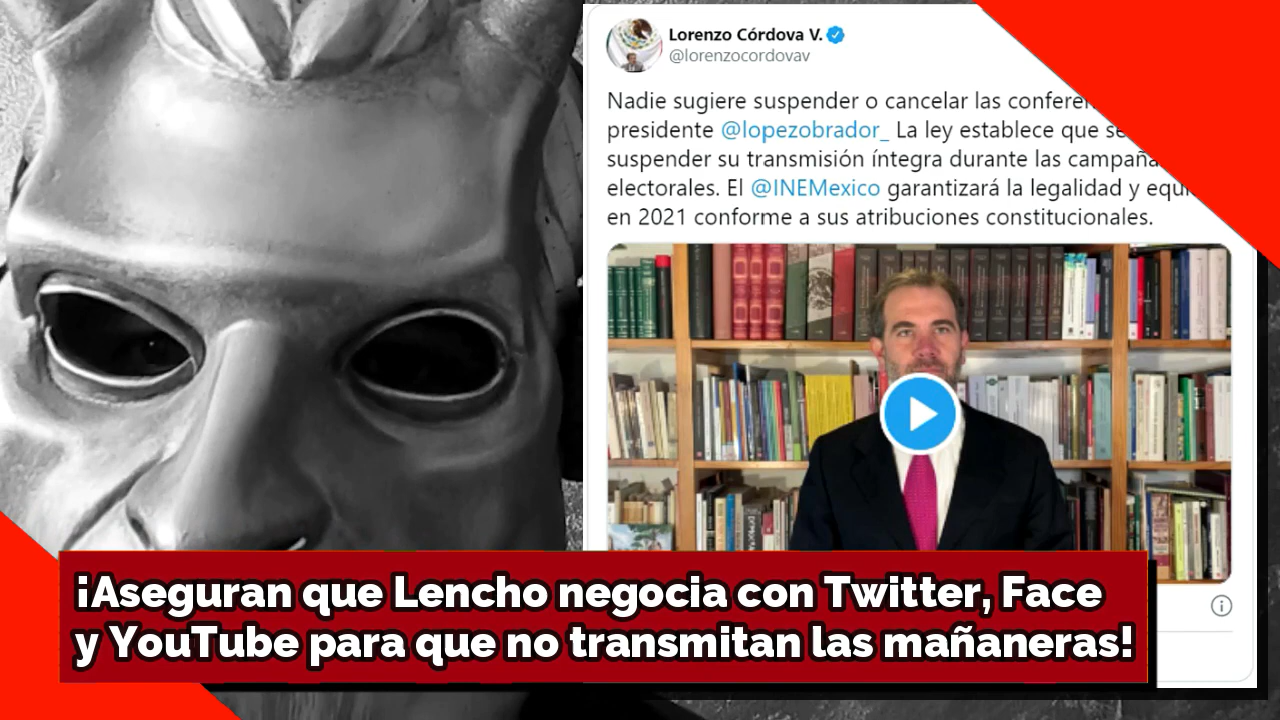 Lorenzo Córdova V.
@lorenzocordovav
Nadie sugiere suspender o cancelar las
presidente @lopezobrador_ La ley establece que
suspender su transmisión íntegra durante las
electorales. El @INEMexico garantizará la legalidad y
en 2021 conforme a sus atribuciones constitucionales.
¡Aseguran que Lencho negocia con Twitter, Face
y YouTube para que no transmitan las mañaneras!